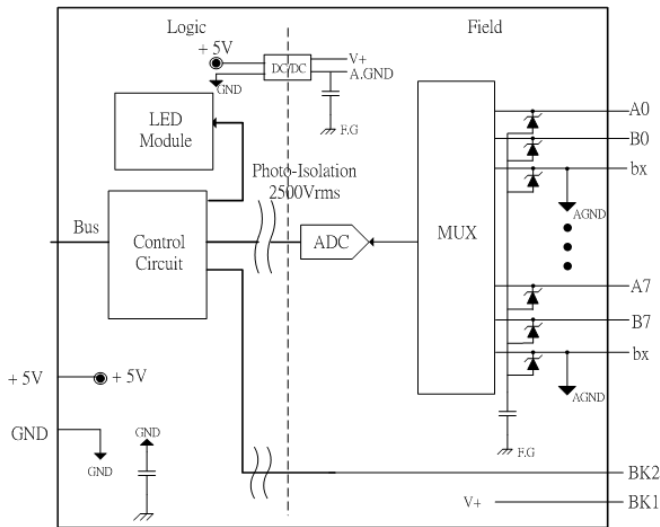 Logic
Field
+ 5V
DC/DC
V+
A.GND
GND
F.G
LED
Module
Photo-Isolation
2500Vrms
A0
B0
bx
AGND
Bus
Control
Circuit
ADC
MUX
A7
B7
bx
AGND
+ 5V
+ 5V
GND
GND
GND
F.G
BK2
V+
BK1